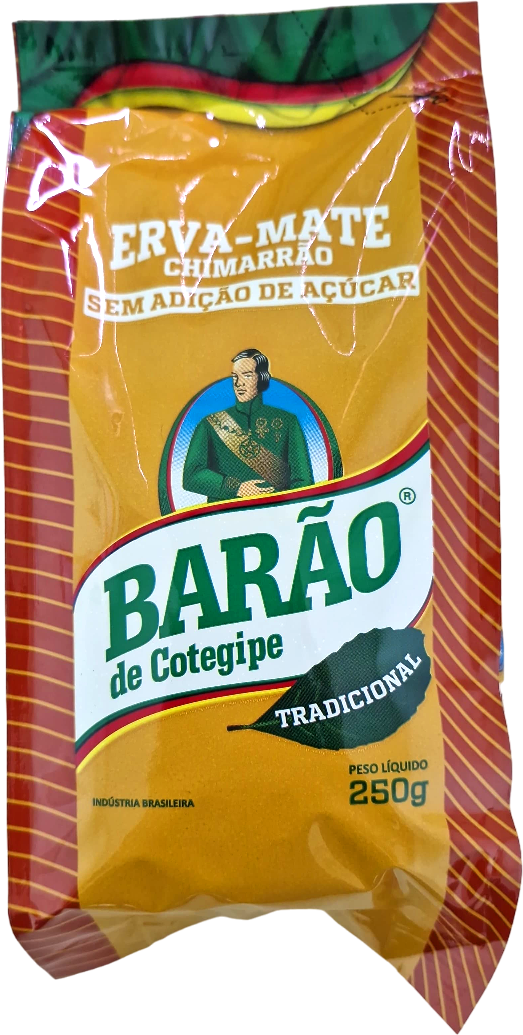 ERVA-MATE
CHIMARRÃO
SEM ADIÇÃO DE AÇÚCAR
BARÃO®
de Cotegipe
TRADICIONAL
PESO LÍQUIDO
250g
INDÚSTRIA BRASILEIRA